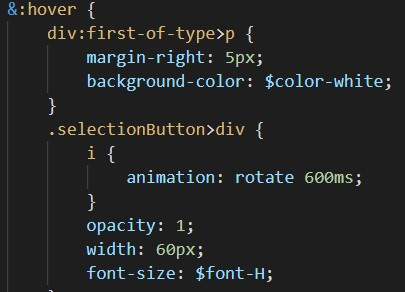 &:hover {
div:first-of-type>p {
margin-right: 5px;
background-color: $color-white;
}
.selectionButton>div {
i {
animation: rotate 600ms;
}
opacity: 1;
width: 60px;
font-size: $font-H;
}